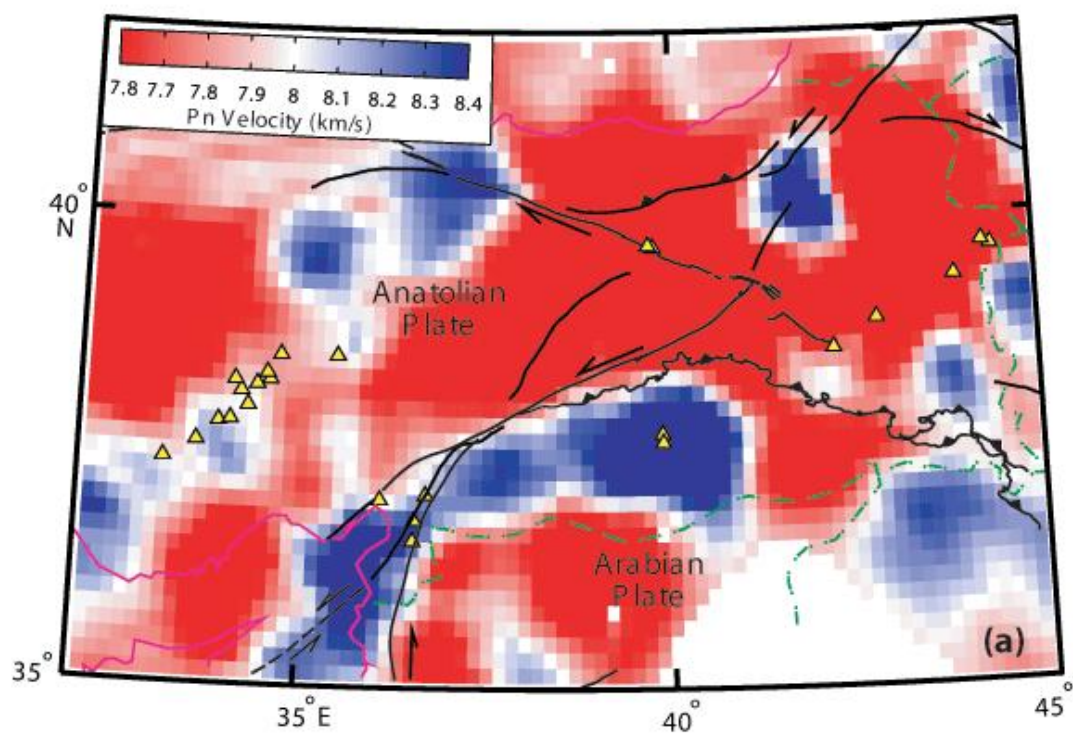 7.8 7.7 7.8 7.9 8 8.1 8.2 8.3 8.4
Pn Velocity (km/s)
40°
N
Anatolian
Plate
Arabian
Plate
(a)
35°
35° E
40°
45°